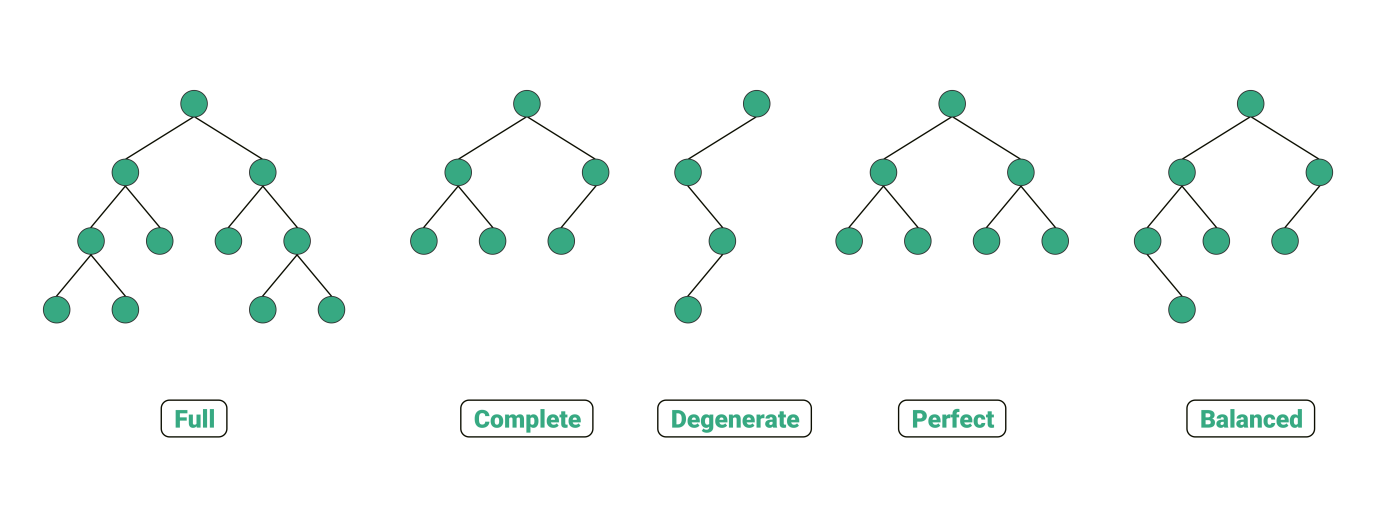 Full
Complete
Degenerate
Perfect
Balanced